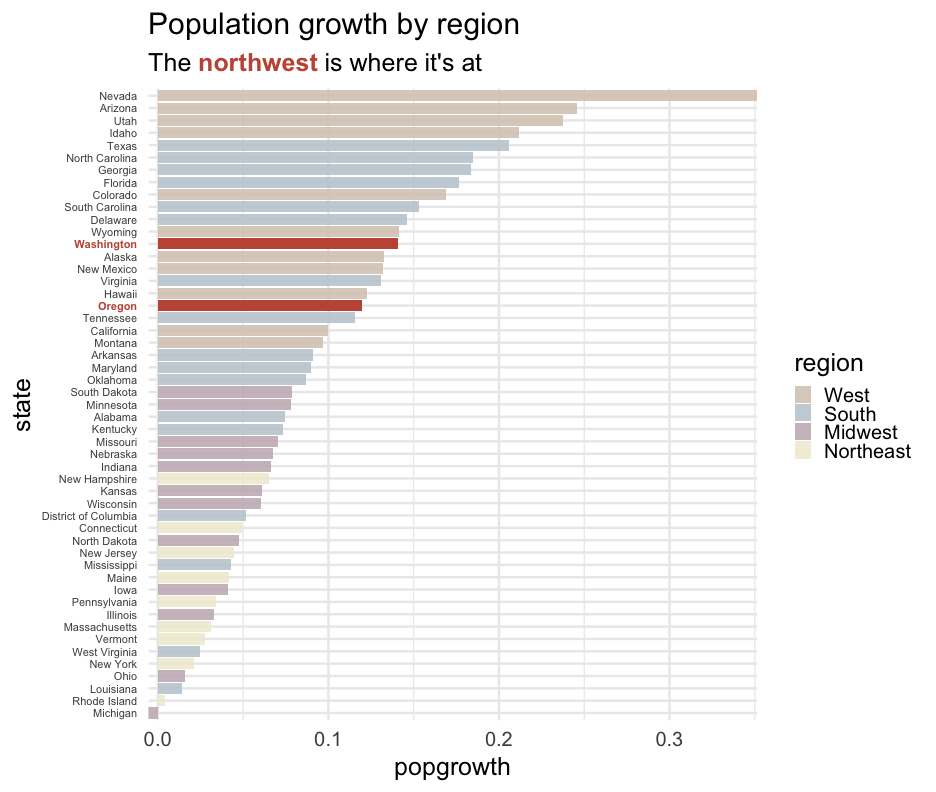 Population growth by region
The northwest is where it's at
Nevada
Arizona
Utah
Idaho
Texas
North Carolina
Georgia
Florida
Colorado
South Carolina
Delaware
Wyoming
Washington
Alaska
New Mexico
Virginia
Hawaii
Oregon
Tennessee
California
Montana
Arkansas
Maryland
Oklahoma
South Dakota
Minnesota
Alabama
Kentucky
Missouri
Nebraska
Indiana
New Hampshire
Kansas
Wisconsin
District of Columbia
Connecticut
North Dakota
New Jersey
Mississippi
Maine
Iowa
Pennsylvania
Illinois
Massachusetts
Vermont
West Virginia
New York
Ohio
Louisiana
Rhode Island
Michigan
state
0.0 0.1 0.2 0.3
popgrowth
region
West
South
Midwest
Northeast